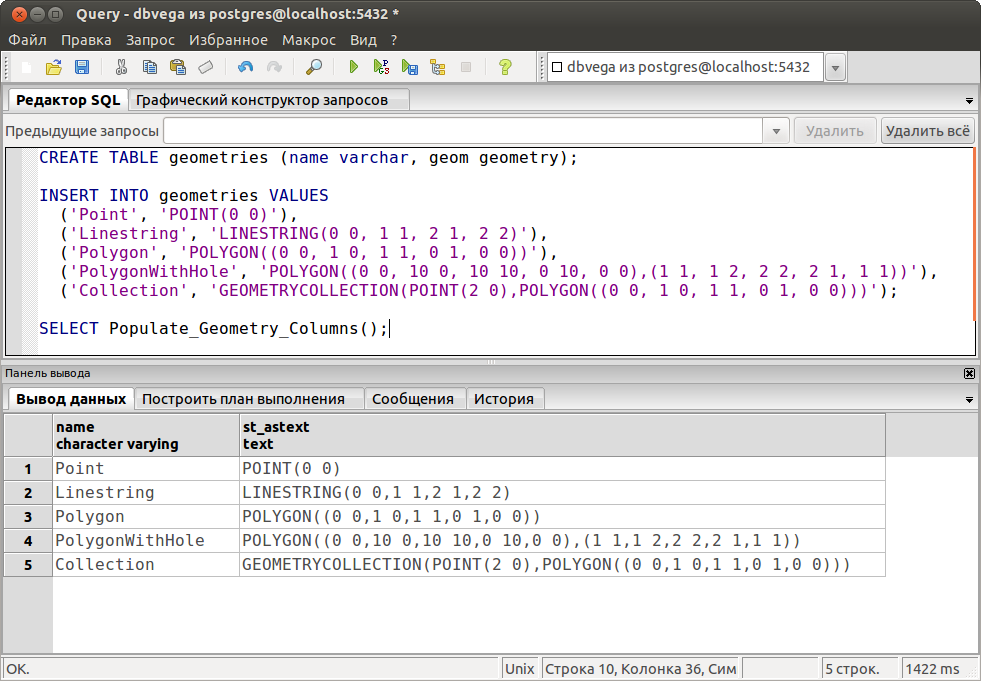 Query - dbvega из postgres@localhost:5432 *
Файл Правка Запрос Избранное Макрос Вид ?
dbvega из postgres@localhost:5432
Редактор SQL Графический конструктор запросов
Предыдущие запросы Удалить Удалить всё
CREATE TABLE geometries (name varchar, geom geometry);
INSERT INTO geometries VALUES
('Point', 'POINT(0 0)'),
('Linestring', 'LINESTRING(0 0, 1 1, 2 1, 2 2)'),
('Polygon', 'POLYGON((0 0, 1 0, 1 1, 0 1, 0 0))'),
('PolygonWithHole', 'POLYGON((0 0, 10 0, 10 10, 0 10, 0 0),(1 1, 1 2, 2 2, 2 1, 1 1))'),
('Collection', 'GEOMETRYCOLLECTION(POINT(2 0),POLYGON((0 0, 1 0, 1 1, 0 1, 0 0)))');
SELECT Populate_Geometry_Columns();
Панель вывода
Вывод данных Построить план выполнения Сообщения История
name st_astext
character varying text
1 Point POINT(0 0)
2 Linestring LINESTRING(0 0,1 1,2 1,2 2)
3 Polygon POLYGON((0 0,1 0,1 1,0 1,0 0))
4 PolygonWithHole POLYGON((0 0,10 0,10 10,0 10,0 0),(1 1,1 2,2 2,2 1,1 1))
5 Collection GEOMETRYCOLLECTION(POINT(2 0),POLYGON((0 0,1 0,1 1,0 1,0 0)))
OK. Unix Строка 10, Колонка 36, Сим 5 строк. 1422 ms